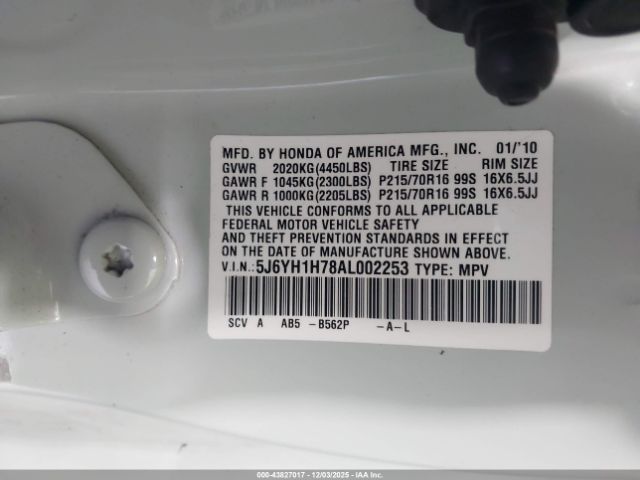 MFD. BY HONDA OF AMERICA MFG., INC. 01/'10
GVWR 2020KG(4450LBS) TIRE SIZE RIM SIZE
GAWR F 1045KG(2300LBS) P215/70R16 99S 16X6.5JJ
GAWR R 1000KG(2205LBS) P215/70R16 99S 16X6.5JJ
THIS VEHICLE CONFORMS TO ALL APPLICABLE
FEDERAL MOTOR VEHICLE SAFETY
AND THEFT PREVENTION STANDARDS IN EFFECT
ON THE DATE OF MANUFACTURE SHOWN ABOVE.
V.I.N.:5J6YH1H78AL002253 TYPE: MPV
SCV A AB5 -B562P -A-L
000-43827017 - 12/03/2025 - IAA Inc.